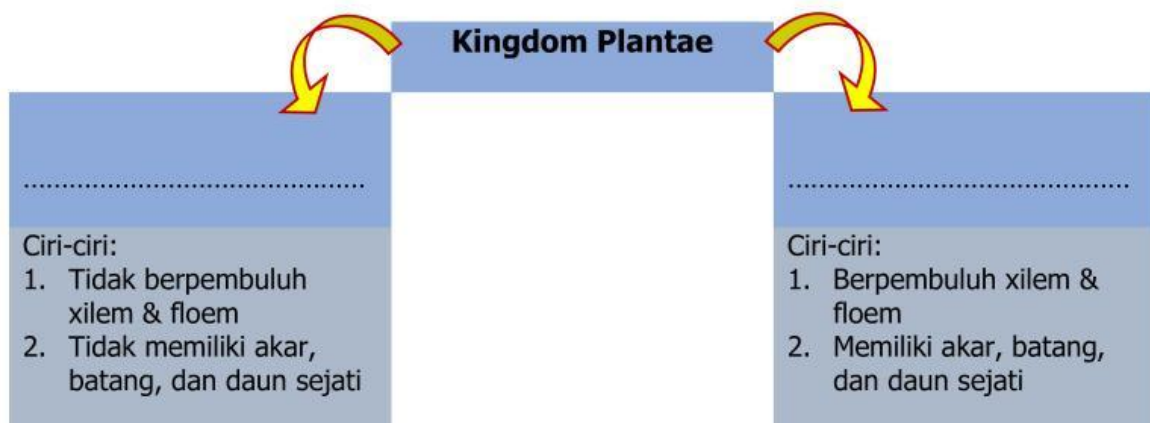 Kingdom Plantae
.............................................
Ciri-ciri:
1. Tidak berpembuluh
xilem & floem
2. Tidak memiliki akar,
batang, dan daun sejati
.............................................
Ciri-ciri:
1. Berpembuluh xilem &
floem
2. Memiliki akar, batang,
dan daun sejati